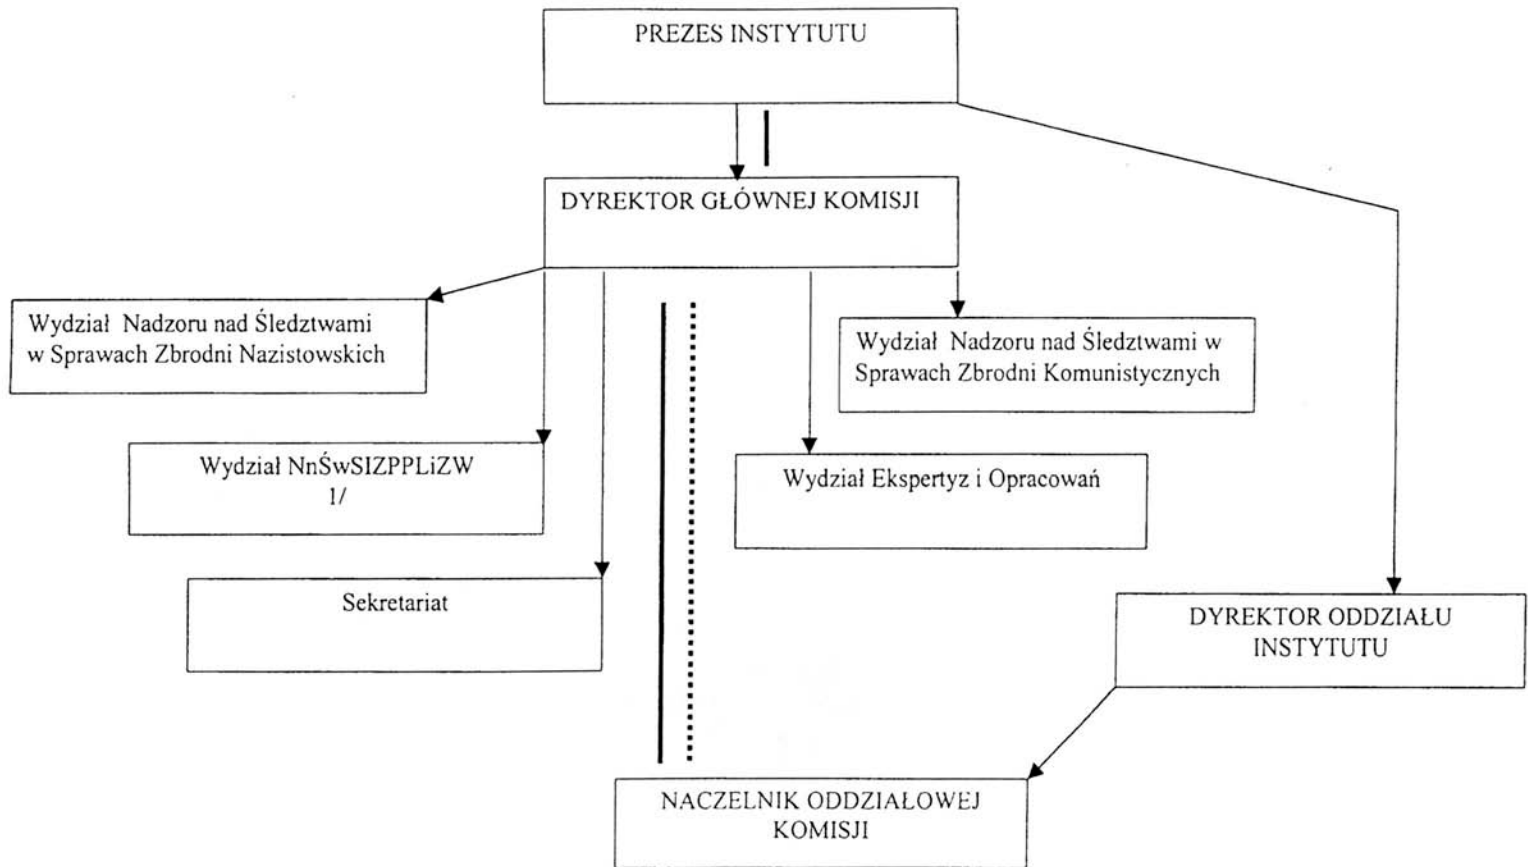 PREZES INSTYTUTU
DYREKTOR GŁÓWNEJ KOMISJI
Wydział Nadzoru nad Śledztwami
w Sprawach Zbrodni Nazistowskich
Wydział Nadzoru nad Śledztwami w
Sprawach Zbrodni Komunistycznych
Wydział NnŚwSIZPPLiZW
1/
Wydział Ekspertyz i Opracowań
Sekretariat
DYREKTOR ODDZIAŁU
INSTYTUTU
NACZELNIK ODDZIAŁOWEJ
KOMISJI